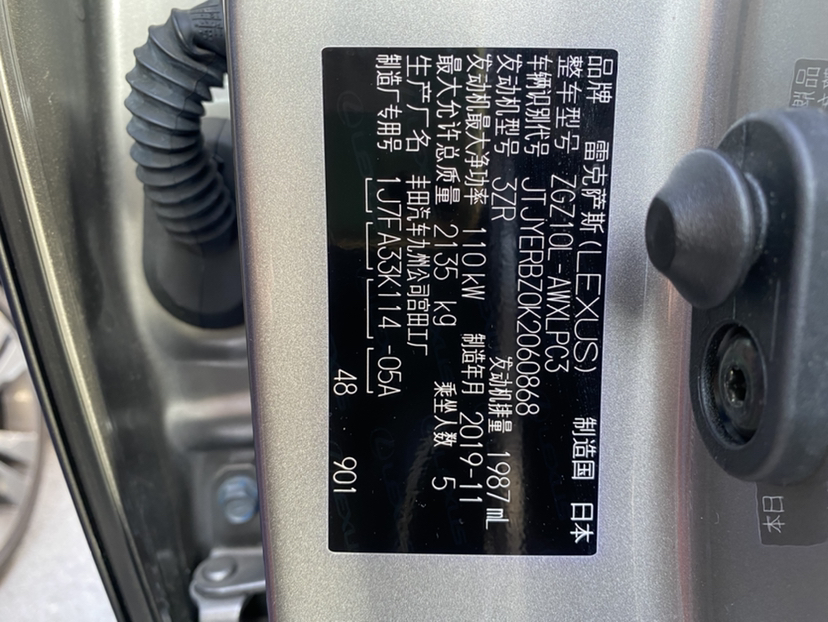 品牌 雷克萨斯(LEXUS) 制造国 日本
整车型号 ZGZ10L-AWXLPC3
车辆识别代号 JTJYERBZ0K2060868
发动机型号 3ZR 发动机排量 1987 ml
发动机最大净功率 110 kW 制造年月 2019-11
最大允许总质量 2135 kg 乘坐人数 5
生产厂名 丰田汽车九州公司宫田工厂
制造厂专用号 1J7FA33K114-05A
48 901
本日